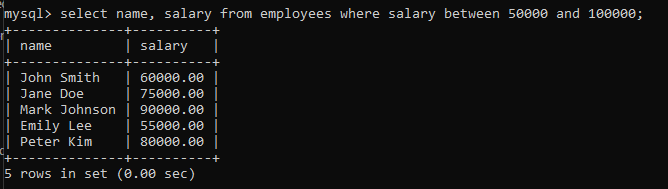 mysql> select name, salary from employees where salary between 50000 and 100000;
+--------------+----------+
| name         | salary   |
+--------------+----------+
| John Smith   | 60000.00 |
| Jane Doe     | 75000.00 |
| Mark Johnson | 90000.00 |
| Emily Lee    | 55000.00 |
| Peter Kim    | 80000.00 |
+--------------+----------+
5 rows in set (0.00 sec)